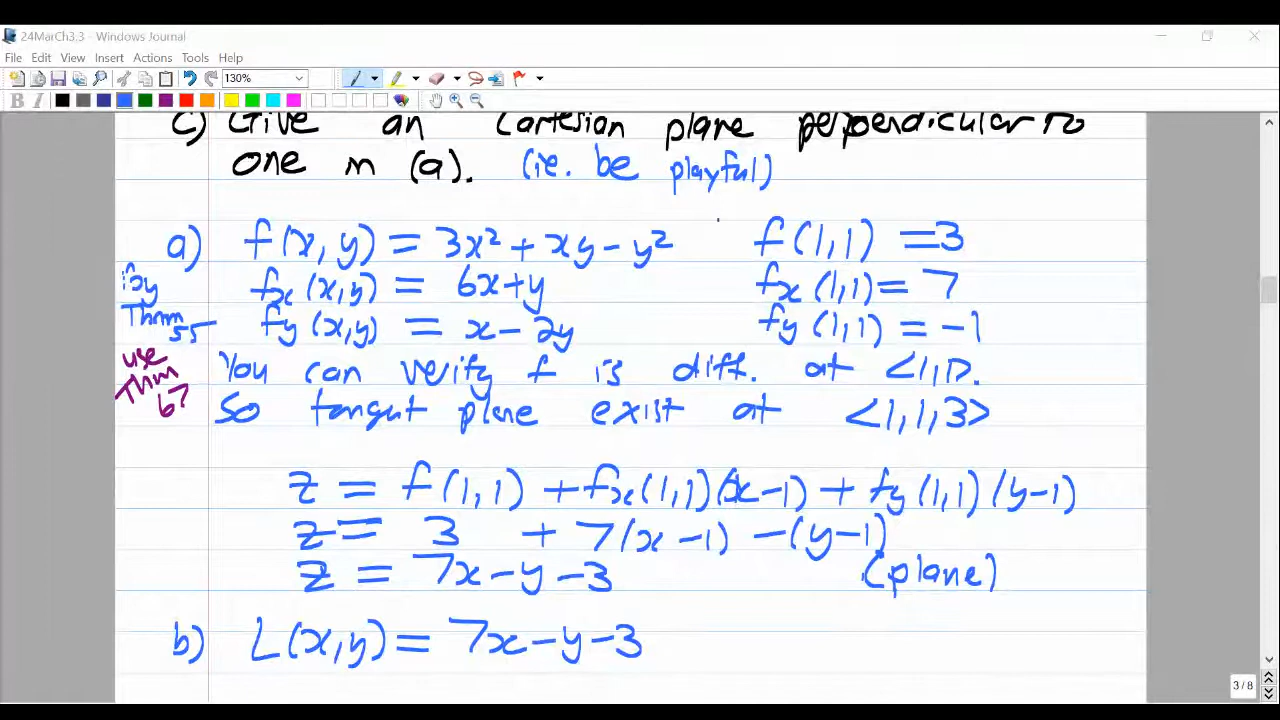 24MarCh3,3 - Windows Journal
File Edit View Insert Actions Tools Help
130%
B I
c) Give an Cartesian plane perpendicular to
one in (a). (ie. be playful)
a) f(x,y) = 3x² + xy - y² f(1,1) = 3
By Thrm 55 fx(x,y) = 6x+y fx(1,1) = 7
fy(x,y) = x - 2y fy(1,1) = -1
use Thm 6? You can verify f is diff. at <1,1>.
So tangent plane exist at <1,1,3>
z = f(1,1) + fx(1,1)(x-1) + fy(1,1)(y-1)
z = 3 + 7(x-1) - (y-1)
z = 7x - y - 3 (plane)
b) L(x,y) = 7x - y - 3
3 / 8